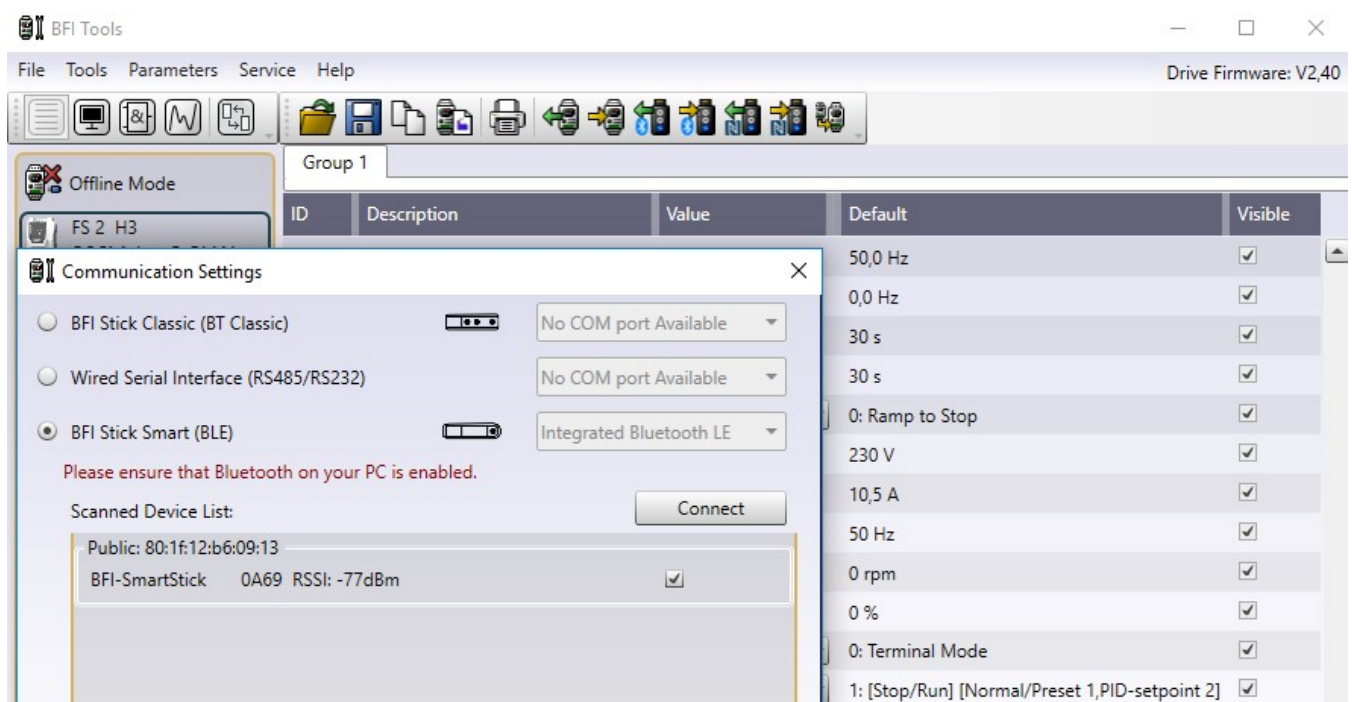 BFI Tools
File Tools Parameters Service Help
Drive Firmware: V2,40
Offline Mode
FS 2 H3
Group 1
ID Description Value Default Visible
50,0 Hz
0,0 Hz
30 s
30 s
0: Ramp to Stop
230 V
10,5 A
50 Hz
0 rpm
0 %
0: Terminal Mode
1: [Stop/Run] [Normal/Preset 1,PID-setpoint 2]
Communication Settings
BFI Stick Classic (BT Classic) No COM port Available
Wired Serial Interface (RS485/RS232) No COM port Available
BFI Stick Smart (BLE) Integrated Bluetooth LE
Please ensure that Bluetooth on your PC is enabled.
Scanned Device List: Connect
Public: 80:1f:12:b6:09:13
BFI-SmartStick 0A69 RSSI: -77dBm